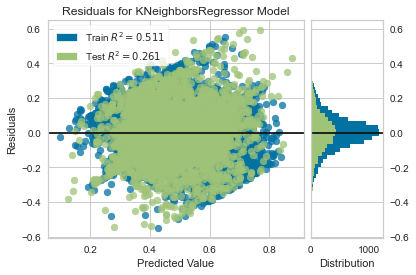 Residuals for KNeighborsRegressor Model
Train R² = 0.511
Test R² = 0.261
0.6
0.4
0.2
0.0
−0.2
−0.4
−0.6
Residuals
0.2 0.4 0.6 0.8
Predicted Value
0.6
0.4
0.2
0.0
−0.2
−0.4
−0.6
0 1000
Distribution